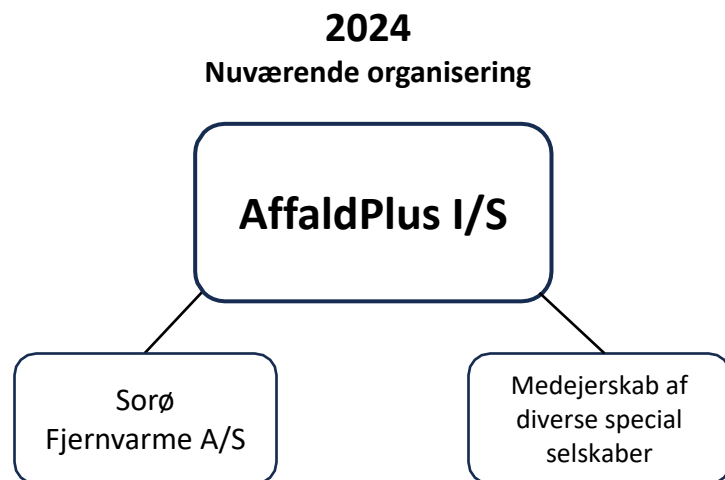 2024
Nuværende organisering
AffaldPlus I/S
Sorø
Fjernvarme A/S
Medejerskab af
diverse special
selskaber